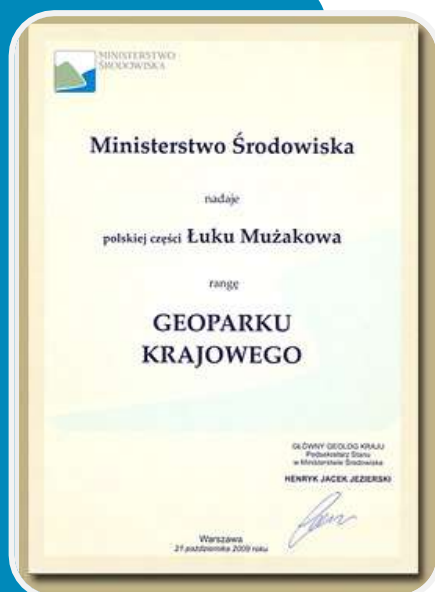 MINISTERSTWO
ŚRODOWISKA
Ministerstwo Środowiska
nadaje
polskiej części Łuku Mużakowa
rangę
GEOPARKU
KRAJOWEGO
GŁÓWNY GEOLOG KRAJU
Podsekretarz Stanu
w Ministerstwie Środowiska
HENRYK JACEK JEZIERSKI
Warszawa
21 października 2009 roku